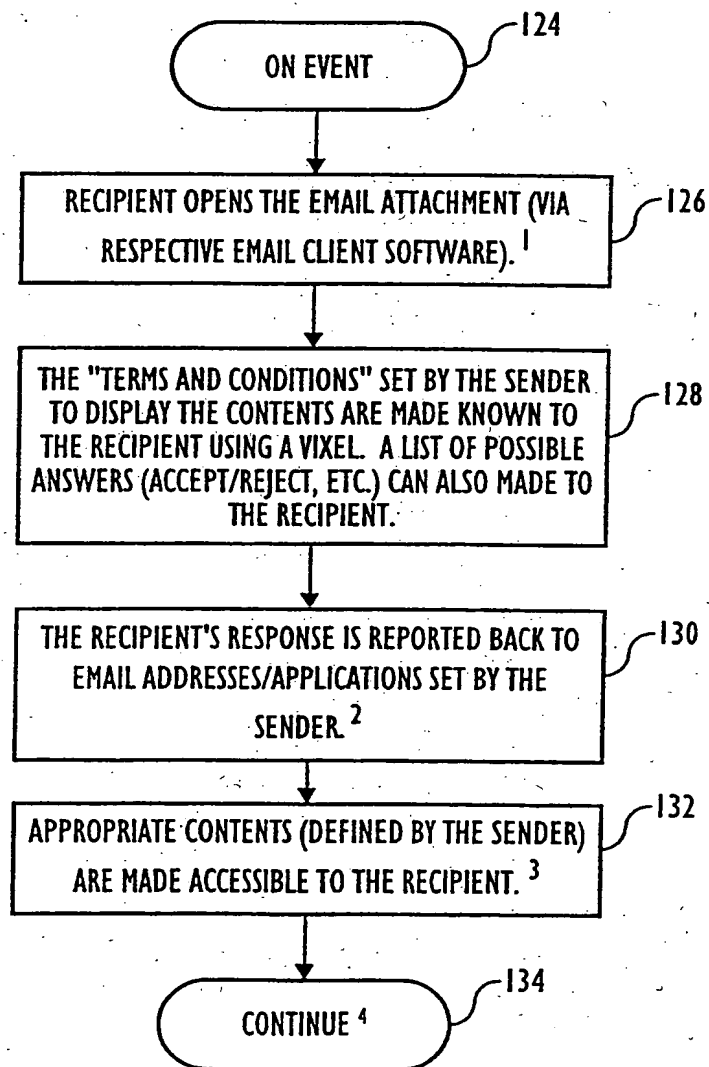 124
ON EVENT
RECIPIENT OPENS THE EMAIL ATTACHMENT (VIA
RESPECTIVE EMAIL CLIENT SOFTWARE). 1
126
THE "TERMS AND CONDITIONS" SET BY THE SENDER
TO DISPLAY THE CONTENTS ARE MADE KNOWN TO
THE RECIPIENT USING A VIXEL. A LIST OF POSSIBLE
ANSWERS (ACCEPT/REJECT, ETC.) CAN ALSO MADE TO
THE RECIPIENT.
128
THE RECIPIENT'S RESPONSE IS REPORTED BACK TO
EMAIL ADDRESSES/APPLICATIONS SET BY THE
SENDER. 2
130
APPROPRIATE CONTENTS (DEFINED BY THE SENDER)
ARE MADE ACCESSIBLE TO THE RECIPIENT. 3
132
CONTINUE 4
134